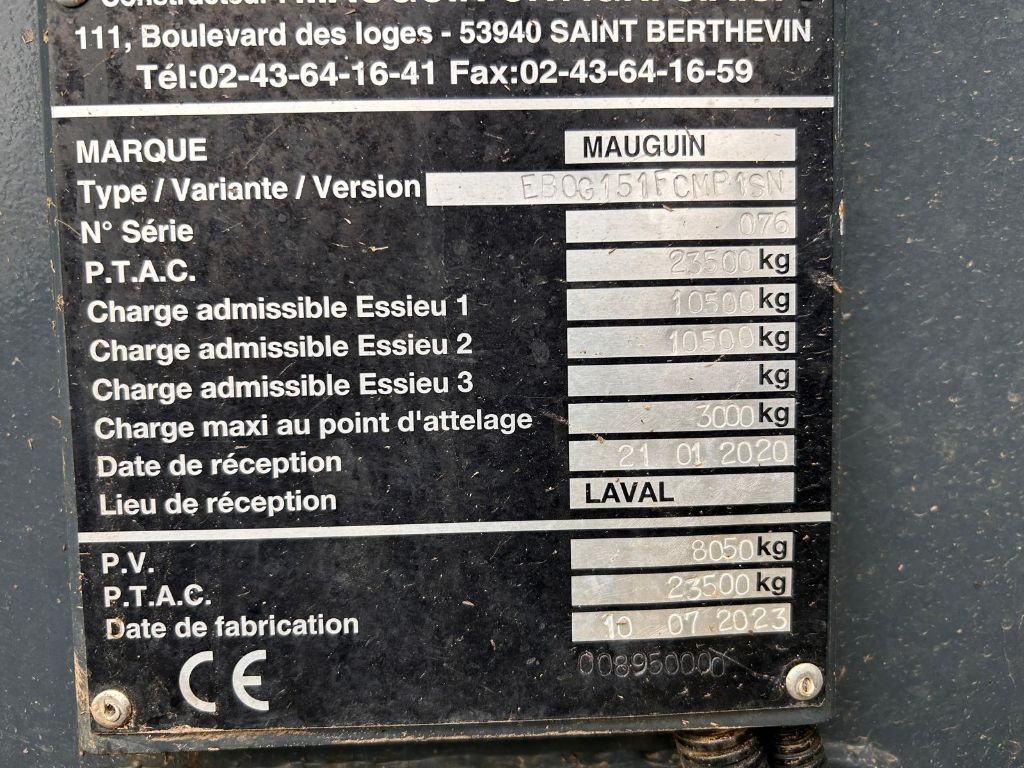 Constructeur :
111, Boulevard des loges - 53940 SAINT BERTHEVIN
Tél:02-43-64-16-41 Fax:02-43-64-16-59
MARQUE MAUGUIN
Type / Variante / Version EB0G151FCMP1SN
N° Série 076
P.T.A.C. 23500 kg
Charge admissible Essieu 1 10500 kg
Charge admissible Essieu 2 10500 kg
Charge admissible Essieu 3 kg
Charge maxi au point d'attelage 3000 kg
Date de réception 21 01 2020
Lieu de réception LAVAL
P.V. 8050 kg
P.T.A.C. 23500 kg
Date de fabrication 10 07 2023
CE